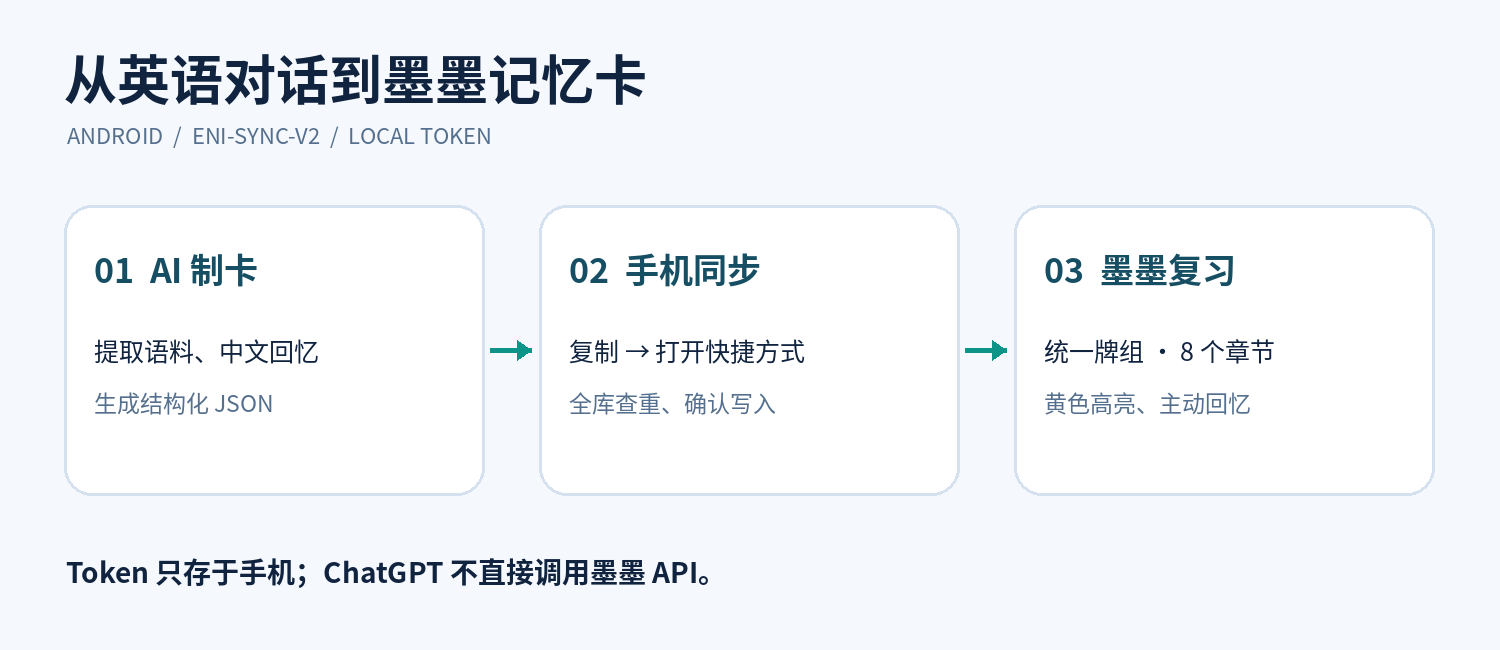 从英语对话到墨墨记忆卡
ANDROID / ENI-SYNC-V2 / LOCAL TOKEN
01 AI 制卡
提取语料、中文回忆
生成结构化 JSON
02 手机同步
复制 → 打开快捷方式
全库查重、确认写入
03 墨墨复习
统一牌组 · 8 个章节
黄色高亮、主动回忆
Token 只存于手机；ChatGPT 不直接调用墨墨 API。